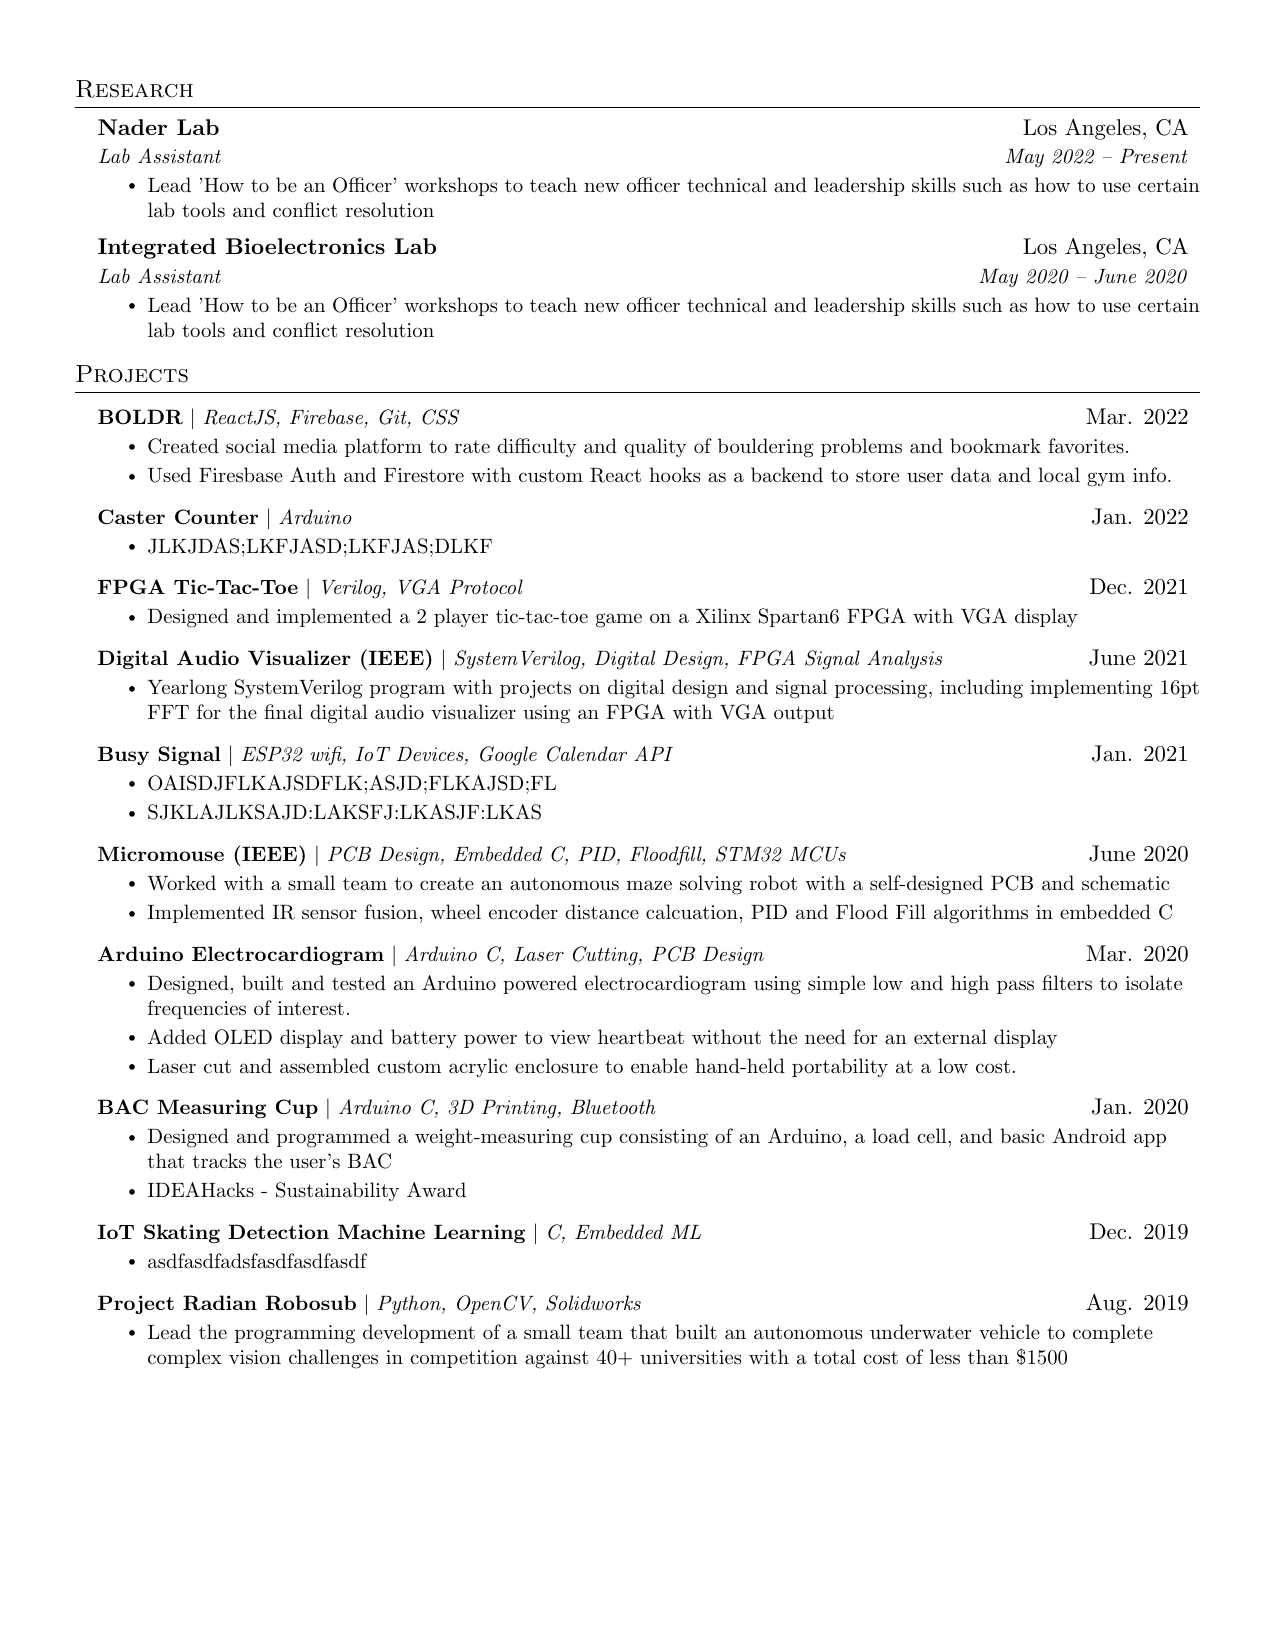 Research
Nader Lab Los Angeles, CA
Lab Assistant May 2022 – Present
• Lead 'How to be an Officer' workshops to teach new officer technical and leadership skills such as how to use certain
lab tools and conflict resolution
Integrated Bioelectronics Lab Los Angeles, CA
Lab Assistant May 2020 – June 2020
• Lead 'How to be an Officer' workshops to teach new officer technical and leadership skills such as how to use certain
lab tools and conflict resolution
Projects
BOLDR | ReactJS, Firebase, Git, CSS Mar. 2022
• Created social media platform to rate difficulty and quality of bouldering problems and bookmark favorites.
• Used Firesbase Auth and Firestore with custom React hooks as a backend to store user data and local gym info.
Caster Counter | Arduino Jan. 2022
• JLKJDAS;LKFJASD;LKFJAS;DLKF
FPGA Tic-Tac-Toe | Verilog, VGA Protocol Dec. 2021
• Designed and implemented a 2 player tic-tac-toe game on a Xilinx Spartan6 FPGA with VGA display
Digital Audio Visualizer (IEEE) | SystemVerilog, Digital Design, FPGA Signal Analysis June 2021
• Yearlong SystemVerilog program with projects on digital design and signal processing, including implementing 16pt
FFT for the final digital audio visualizer using an FPGA with VGA output
Busy Signal | ESP32 wifi, IoT Devices, Google Calendar API Jan. 2021
• OAISDJFLKAJSDFLK;ASJD;FLKAJSD;FL
• SJKLAJLKSAJD:LAKSFJ:LKASJF:LKAS
Micromouse (IEEE) | PCB Design, Embedded C, PID, Floodfill, STM32 MCUs June 2020
• Worked with a small team to create an autonomous maze solving robot with a self-designed PCB and schematic
• Implemented IR sensor fusion, wheel encoder distance calcuation, PID and Flood Fill algorithms in embedded C
Arduino Electrocardiogram | Arduino C, Laser Cutting, PCB Design Mar. 2020
• Designed, built and tested an Arduino powered electrocardiogram using simple low and high pass filters to isolate
frequencies of interest.
• Added OLED display and battery power to view heartbeat without the need for an external display
• Laser cut and assembled custom acrylic enclosure to enable hand-held portability at a low cost.
BAC Measuring Cup | Arduino C, 3D Printing, Bluetooth Jan. 2020
• Designed and programmed a weight-measuring cup consisting of an Arduino, a load cell, and basic Android app
that tracks the user's BAC
• IDEAHacks - Sustainability Award
IoT Skating Detection Machine Learning | C, Embedded ML Dec. 2019
• asdfasdfadsfasdfasdfasdf
Project Radian Robosub | Python, OpenCV, Solidworks Aug. 2019
• Lead the programming development of a small team that built an autonomous underwater vehicle to complete
complex vision challenges in competition against 40+ universities with a total cost of less than $1500